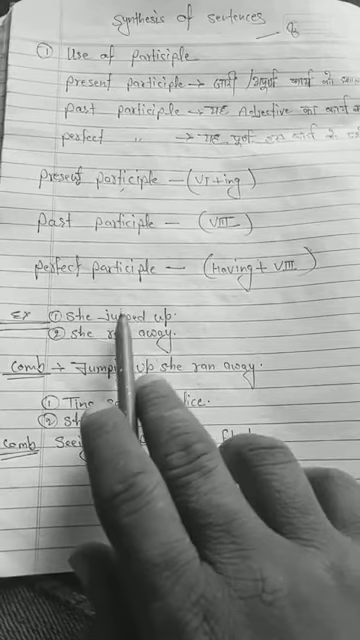 Synthesis of sentences
① Use of Participle
Present participle → जारी /अपूर्ण कार्य को
Past participle → यह Adjective का कार्य
Perfect " → यह पूर्ण
Present participle – (VI + ing)
Past participle – (VIII)
Perfect participle – (Having + VIII)
Ex ① She jumped up.
② she ran away.
Comb → Jumping up she ran away.
①
②
Comb